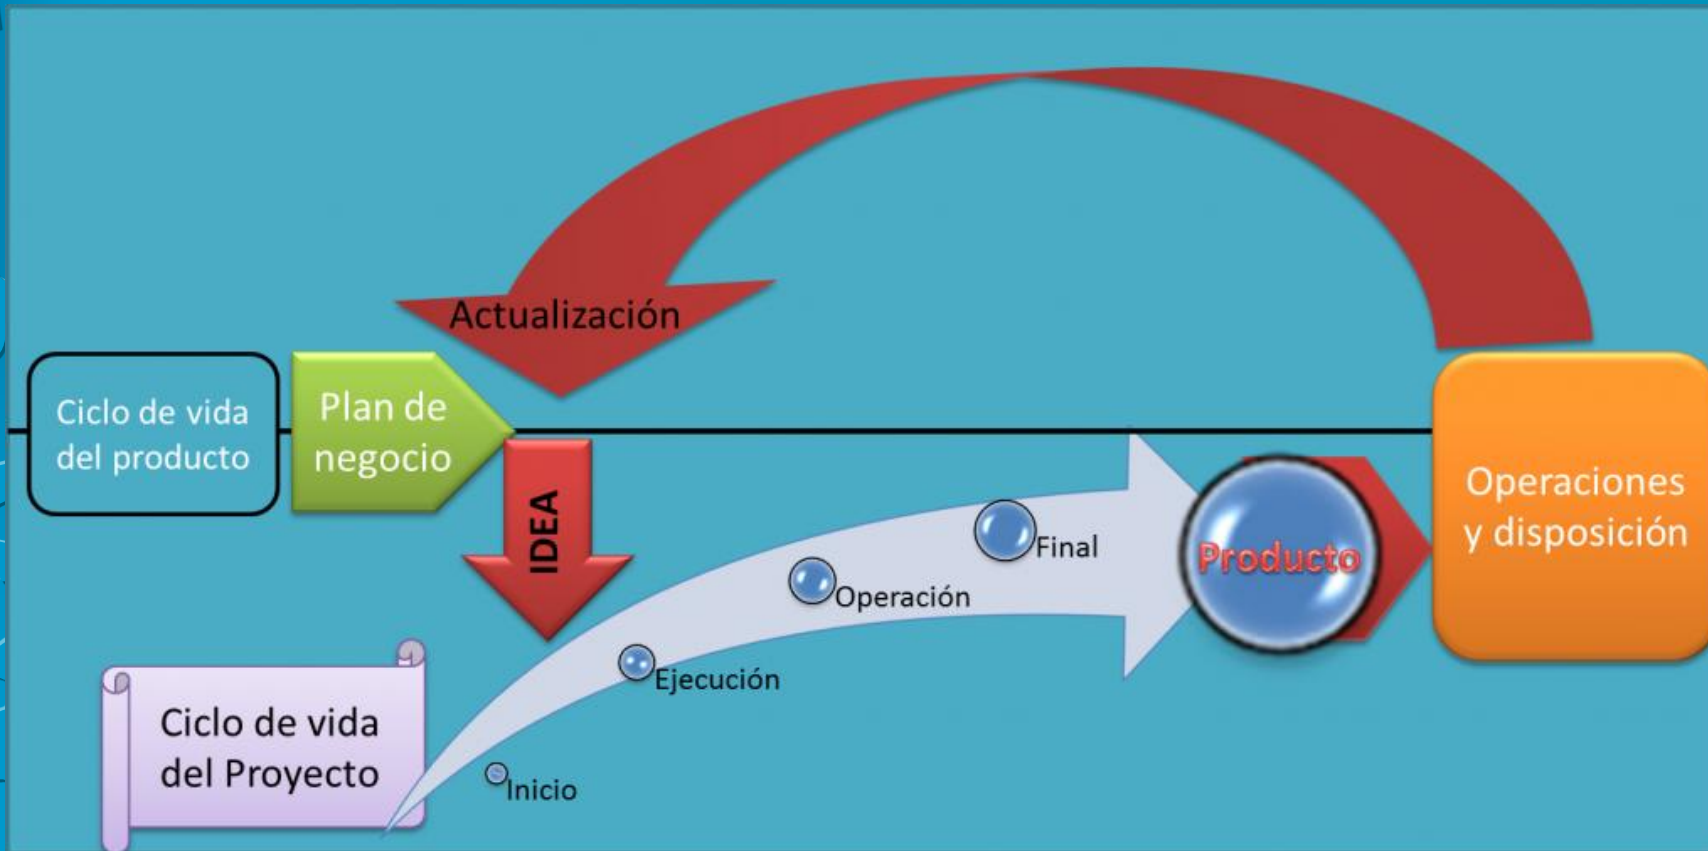 Actualización
Ciclo de vida
del producto
Plan de
negocio
IDEA
Operaciones
y disposición
Producto
Final
Operación
Ejecución
Inicio
Ciclo de vida
del Proyecto